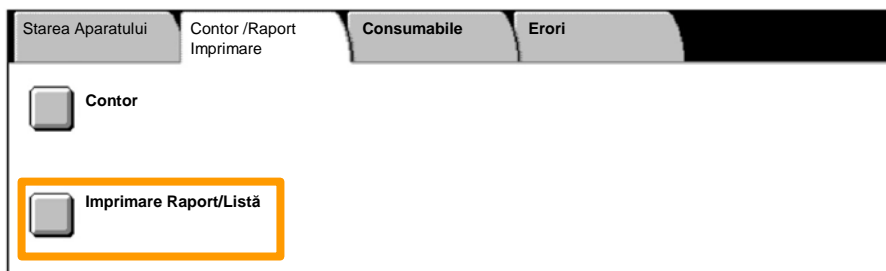 Starea Aparatului
Contor /Raport
Imprimare
Consumabile
Erori
Contor
Imprimare Raport/Listă